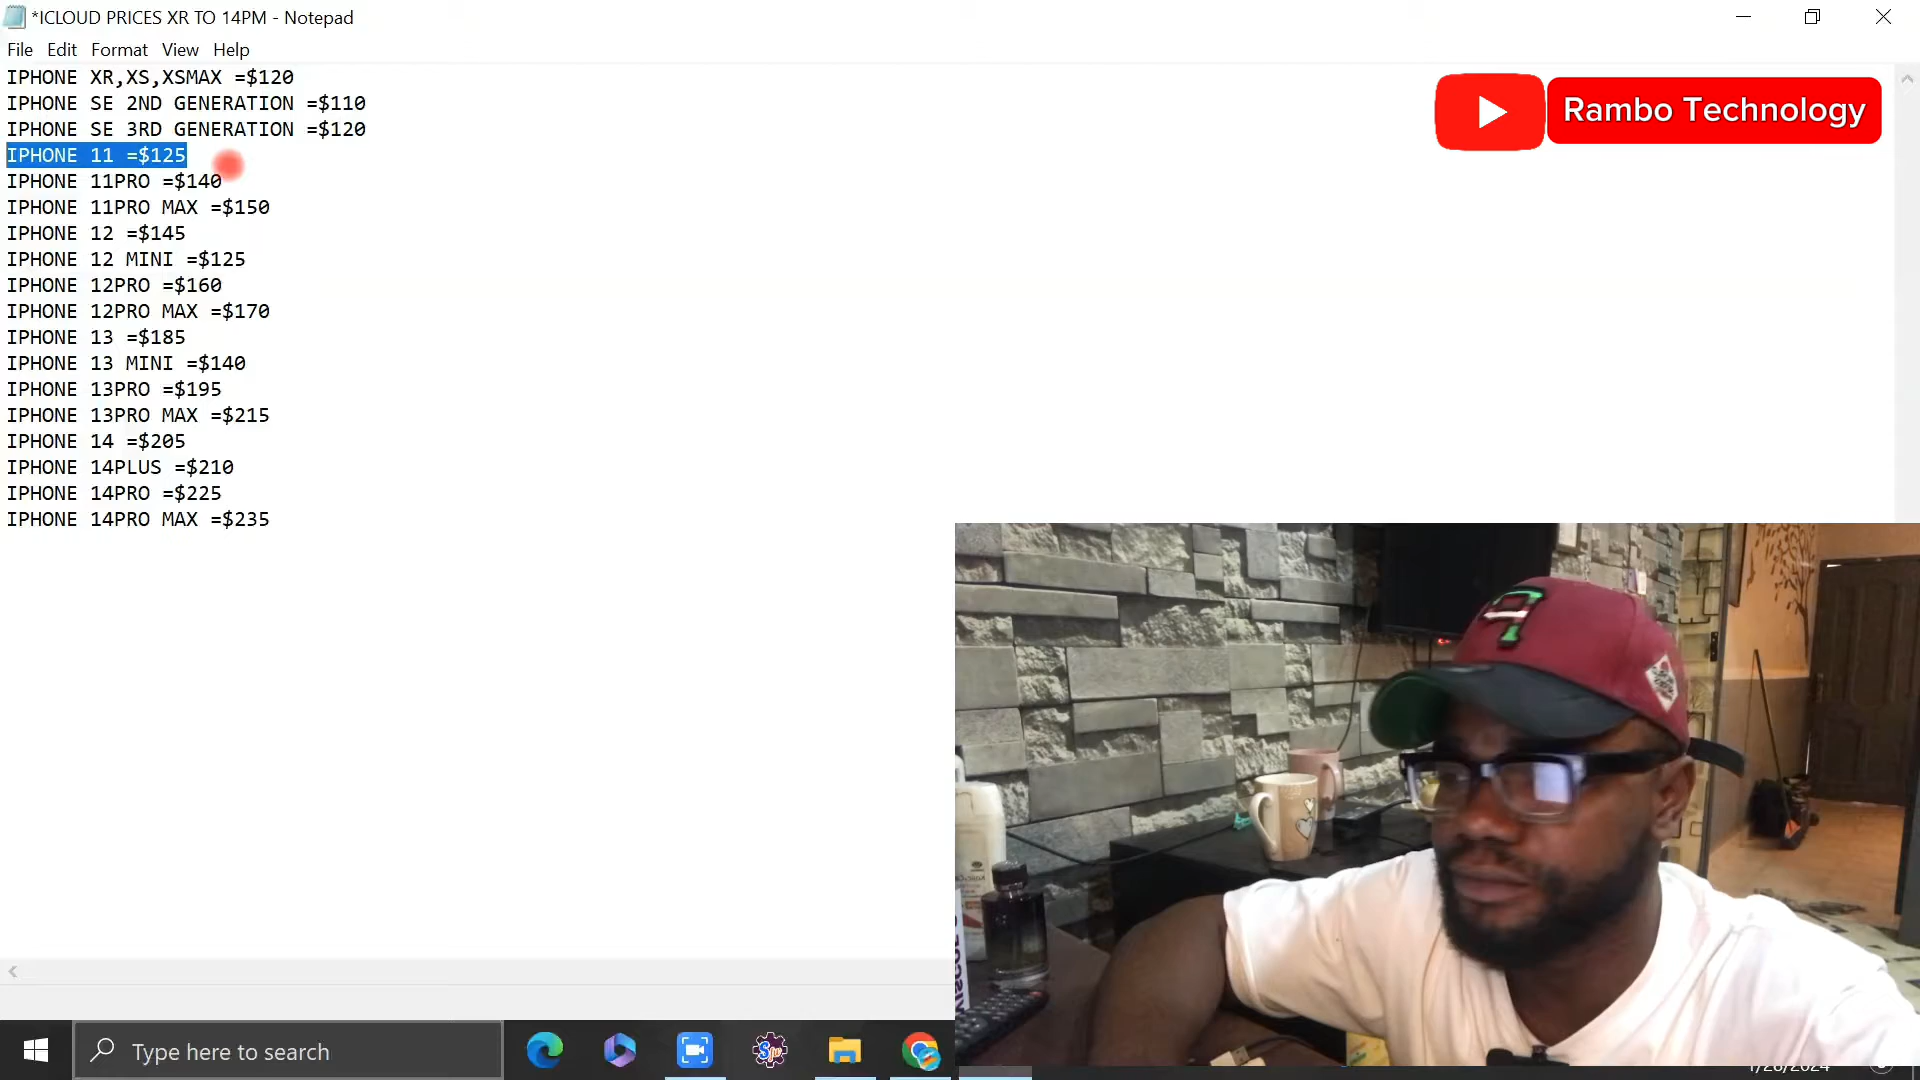 *ICLOUD PRICES XR TO 14PM - Notepad
File Edit Format View Help
IPHONE XR,XS,XSMAX =$120
IPHONE SE 2ND GENERATION =$110
IPHONE SE 3RD GENERATION =$120
IPHONE 11 =$125
IPHONE 11PRO =$140
IPHONE 11PRO MAX =$150
IPHONE 12 =$145
IPHONE 12 MINI =$125
IPHONE 12PRO =$160
IPHONE 12PRO MAX =$170
IPHONE 13 =$185
IPHONE 13 MINI =$140
IPHONE 13PRO =$195
IPHONE 13PRO MAX =$215
IPHONE 14 =$205
IPHONE 14PLUS =$210
IPHONE 14PRO =$225
IPHONE 14PRO MAX =$235
Rambo Technology
Type here to search
1/28/2024